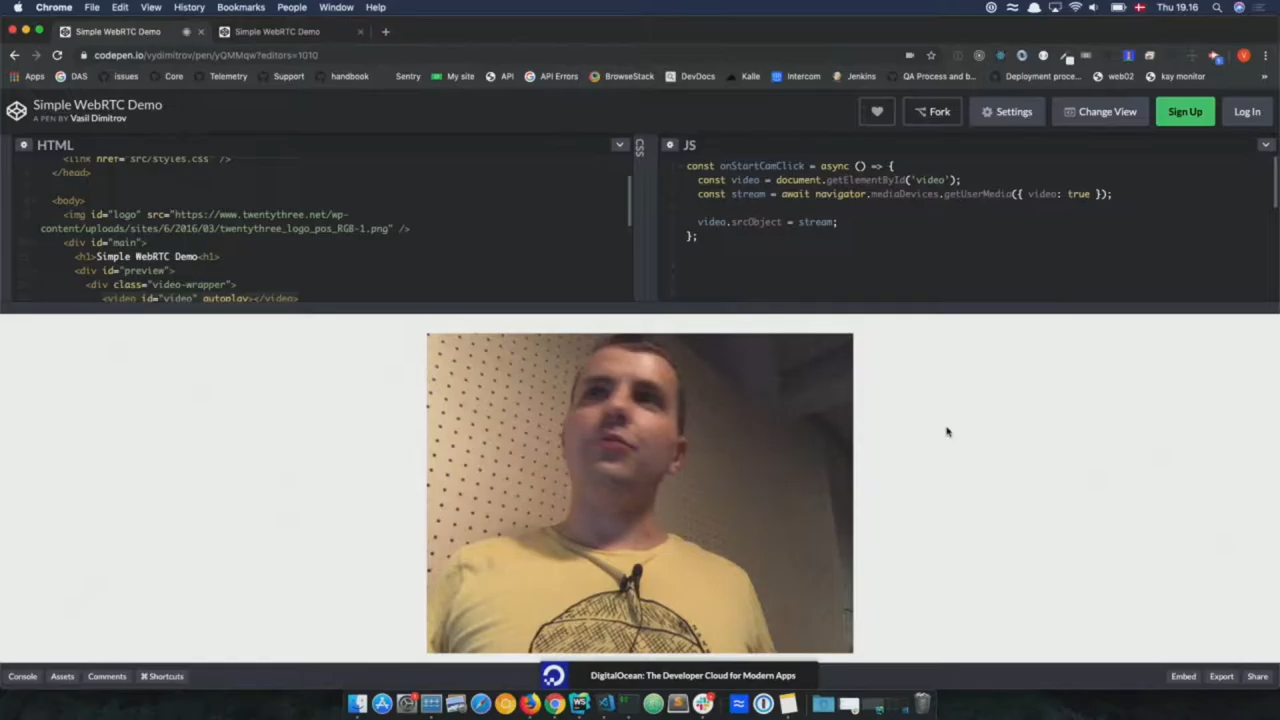 Chrome File Edit View History Bookmarks People Window Help Thu 19.16
Simple WebRTC Demo Simple WebRTC Demo
codepen.io/vydimitrov/pen/yQMMqw?editors=1010
Apps DAS issues Core Telemetry Support handbook Sentry My site API API Errors BrowseStack DevDocs Kalle Intercom Jenkins QA Process and b... Deployment proce... web02 kay monitor »
Simple WebRTC Demo
A PEN BY Vasil Dimitrov
Fork Settings Change View Sign Up Log In
HTML
<link href="src/styles.css" />
</head>
<body>
<img id="logo" src="https://www.twentythree.net/wp-
content/uploads/sites/6/2016/03/twentythree_logo_pos_RGB-1.png" />
<div id="main">
<h1>Simple WebRTC Demo<h1>
<div id="preview">
<div class="video-wrapper">
<video id="video" autoplay></video>
CSS
JS
const onStartCamClick = async () => {
const video = document.getElementById('video');
const stream = await navigator.mediaDevices.getUserMedia({ video: true });
video.srcObject = stream;
};
Console Assets Comments ⌘ Shortcuts
DigitalOcean: The Developer Cloud for Modern Apps
Embed Export Share
WS